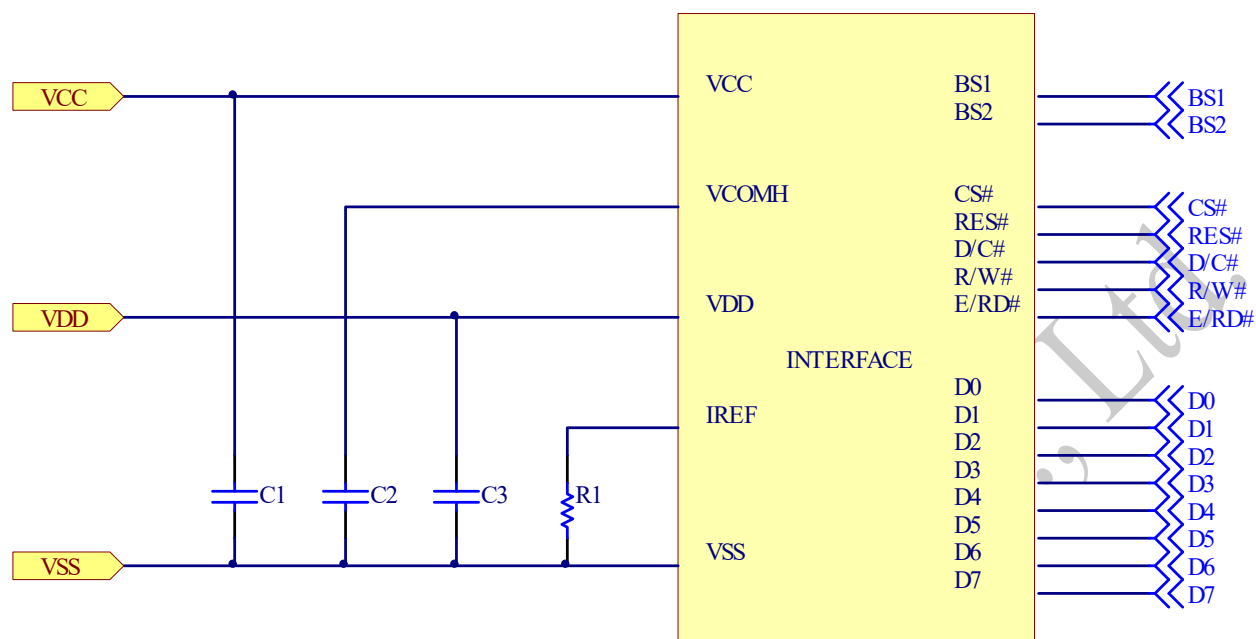 VCC
VDD
VSS
C1
C2
C3
R1
VCC
VCOMH
VDD
IREF
VSS
INTERFACE
BS1
BS2
CS#
RES#
D/C#
R/W#
E/RD#
D0
D1
D2
D3
D4
D5
D6
D7
BS1
BS2
CS#
RES#
D/C#
R/W#
E/RD#
D0
D1
D2
D3
D4
D5
D6
D7
., Ltd.